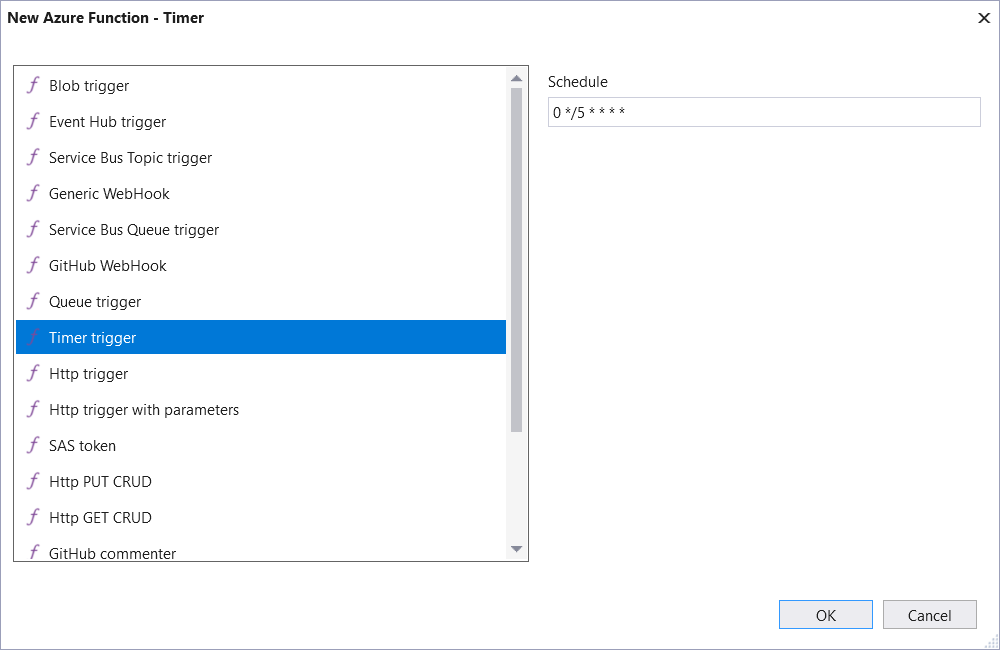 New Azure Function - Timer
Blob trigger
Event Hub trigger
Service Bus Topic trigger
Generic WebHook
Service Bus Queue trigger
GitHub WebHook
Queue trigger
Timer trigger
Http trigger
Http trigger with parameters
SAS token
Http PUT CRUD
Http GET CRUD
GitHub commenter
Schedule
0 */5 * * * *
OK
Cancel